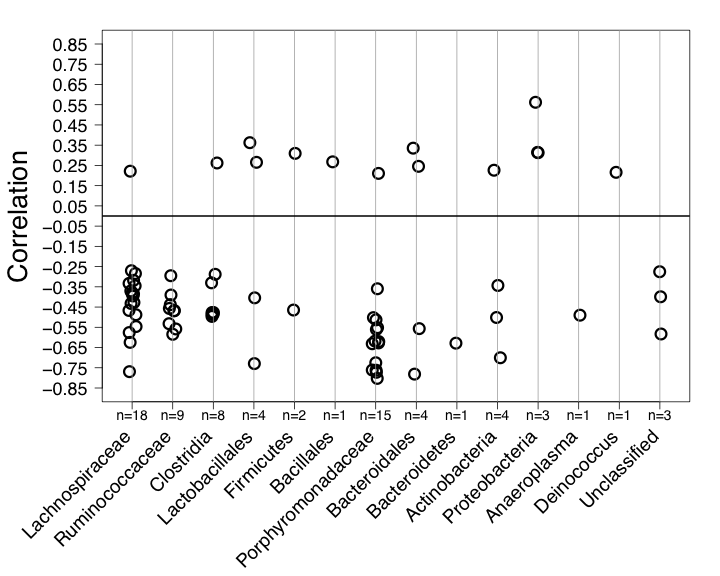 Correlation
0.85
0.75
0.65
0.55
0.45
0.35
0.25
0.15
0.05
−0.05
−0.15
−0.25
−0.35
−0.45
−0.55
−0.65
−0.75
−0.85
n=18 n=9 n=8 n=4 n=2 n=1 n=15 n=4 n=1 n=4 n=3 n=1 n=1 n=3
Lachnospiraceae
Ruminococcaceae
Clostridia
Lactobacillales
Firmicutes
Bacillales
Porphyromonadaceae
Bacteroidales
Bacteroidetes
Actinobacteria
Proteobacteria
Anaeroplasma
Deinococcus
Unclassified